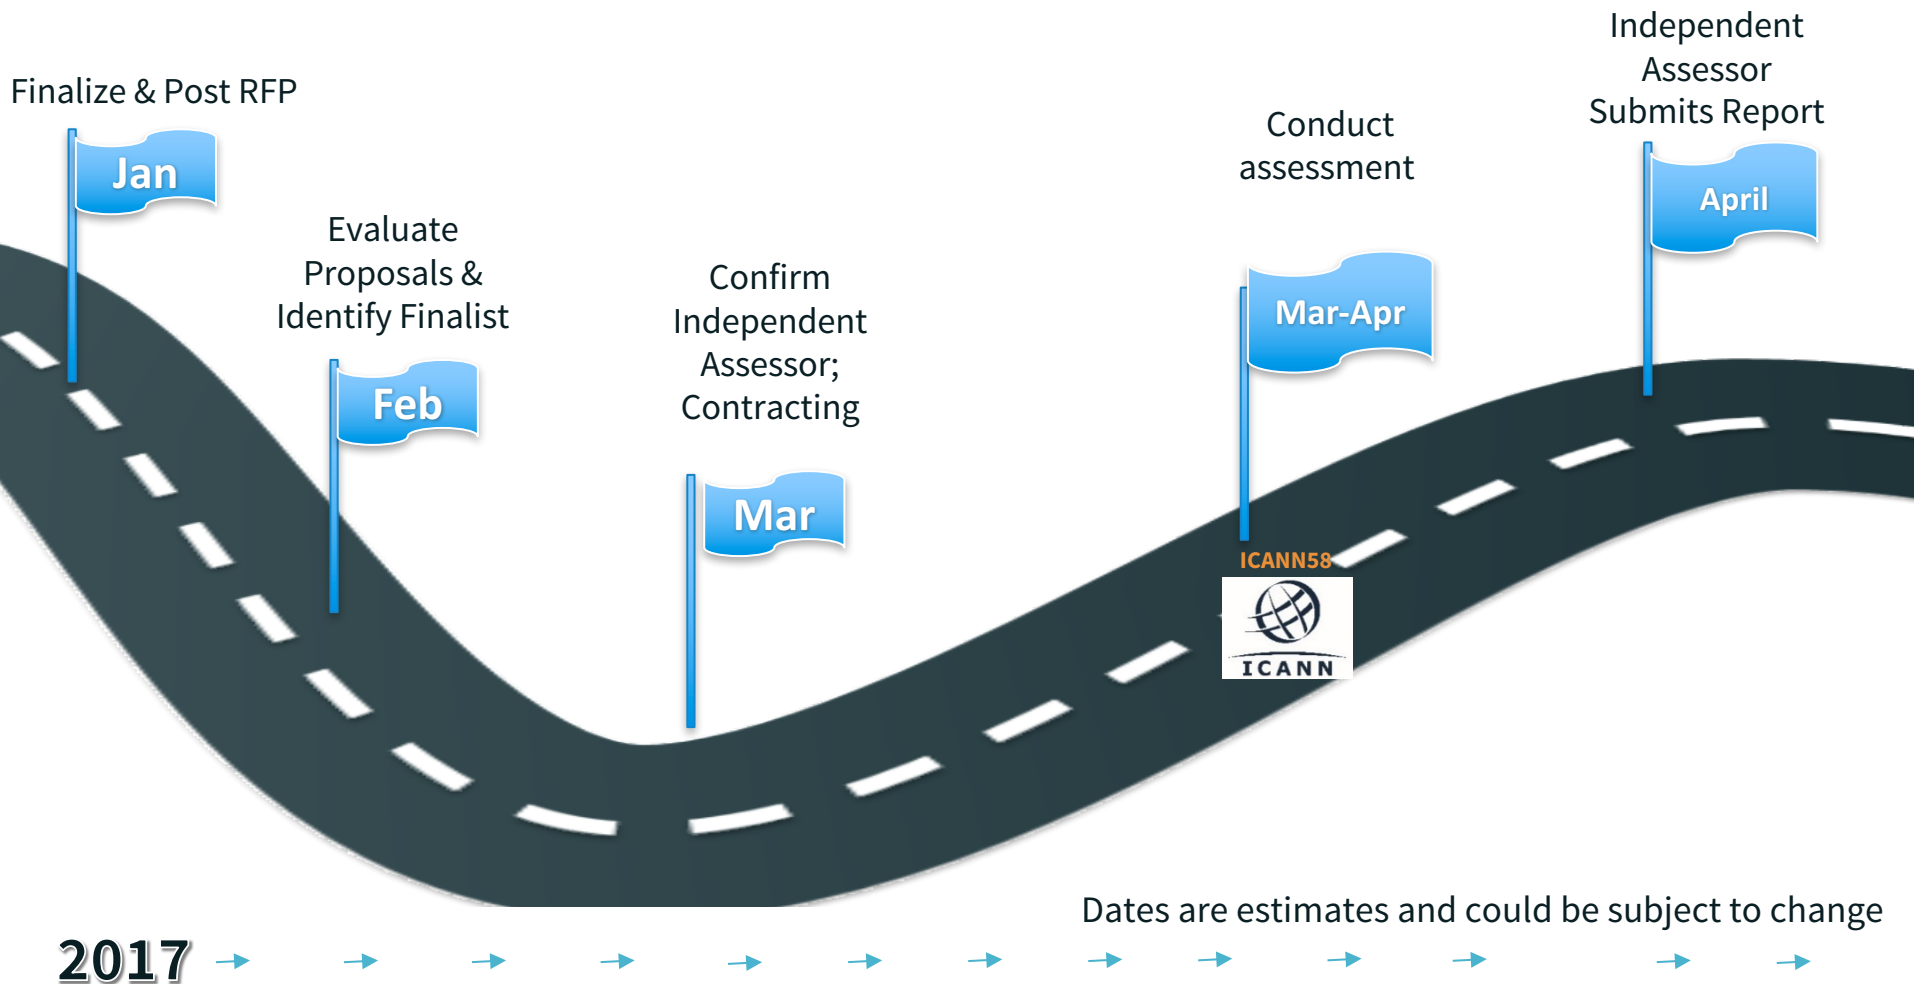 Finalize & Post RFP
Jan
Evaluate
Proposals &
Identify Finalist
Feb
Confirm
Independent
Assessor;
Contracting
Mar
Conduct
assessment
Mar-Apr
ICANN58
ICANN
Independent
Assessor
Submits Report
April
Dates are estimates and could be subject to change
2017